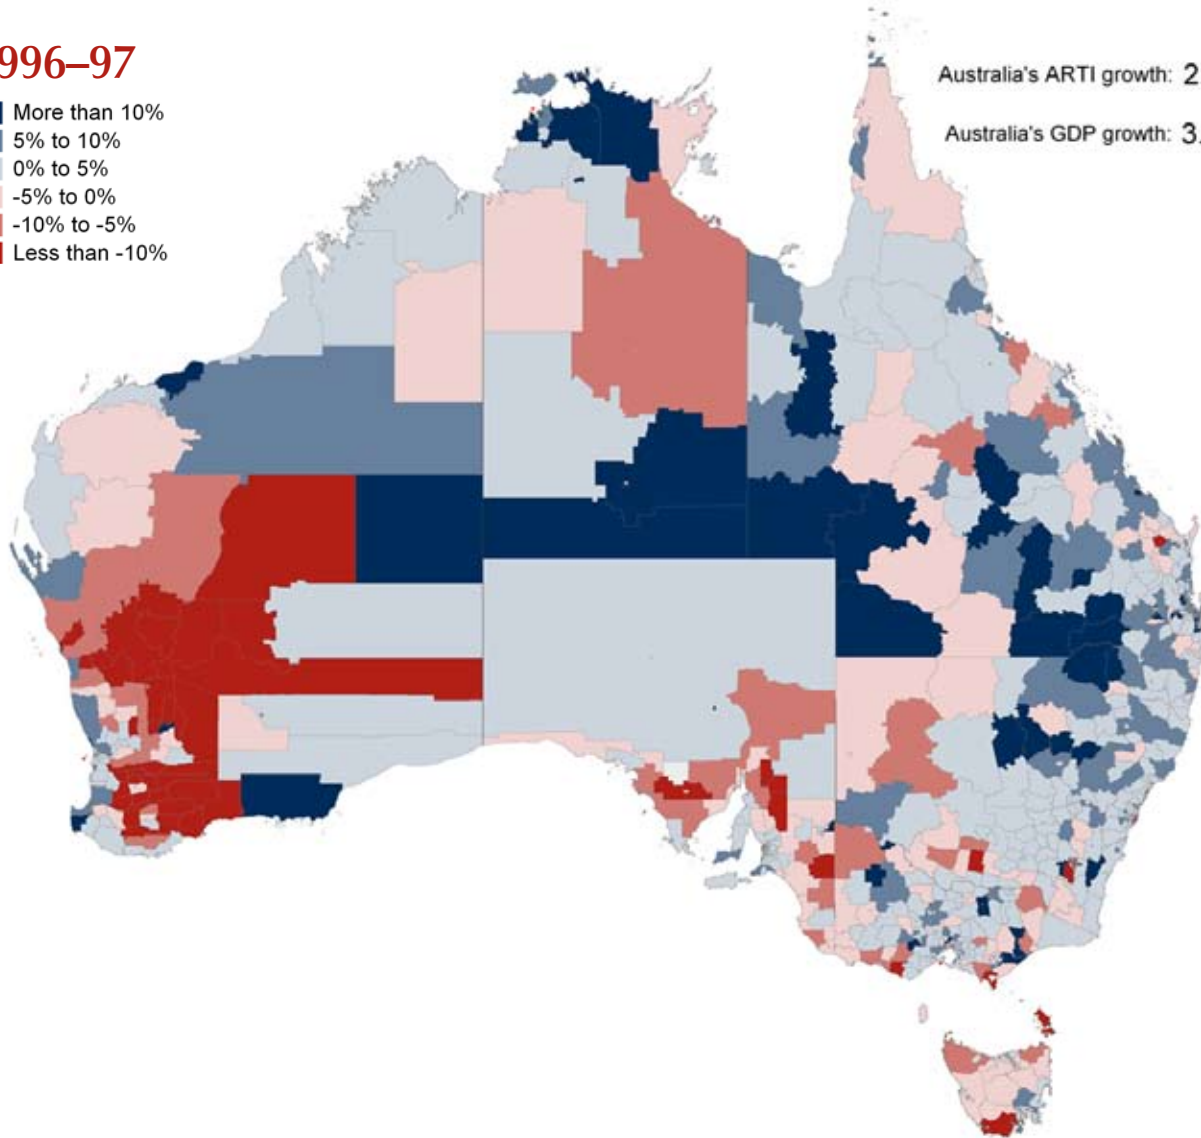 996–97
Australia's ARTI growth: 2
More than 10%
Australia's GDP growth: 3.
5% to 10%
0% to 5%
-5% to 0%
-10% to -5%
Less than -10%